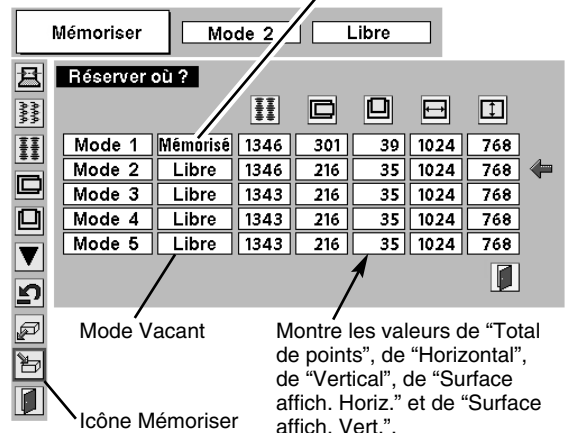 Mémoriser Mode 2 Libre
Réserver où ?
Mode 1 Mémorisé 1346 301 39 1024 768
Mode 2 Libre 1346 216 35 1024 768
Mode 3 Libre 1343 216 35 1024 768
Mode 4 Libre 1343 216 35 1024 768
Mode 5 Libre 1343 216 35 1024 768
Mode Vacant
Montre les valeurs de “Total
de points”, de “Horizontal”,
de “Vertical”, de “Surface
affich. Horiz.” et de “Surface
affich. Vert.”.
Icône Mémoriser